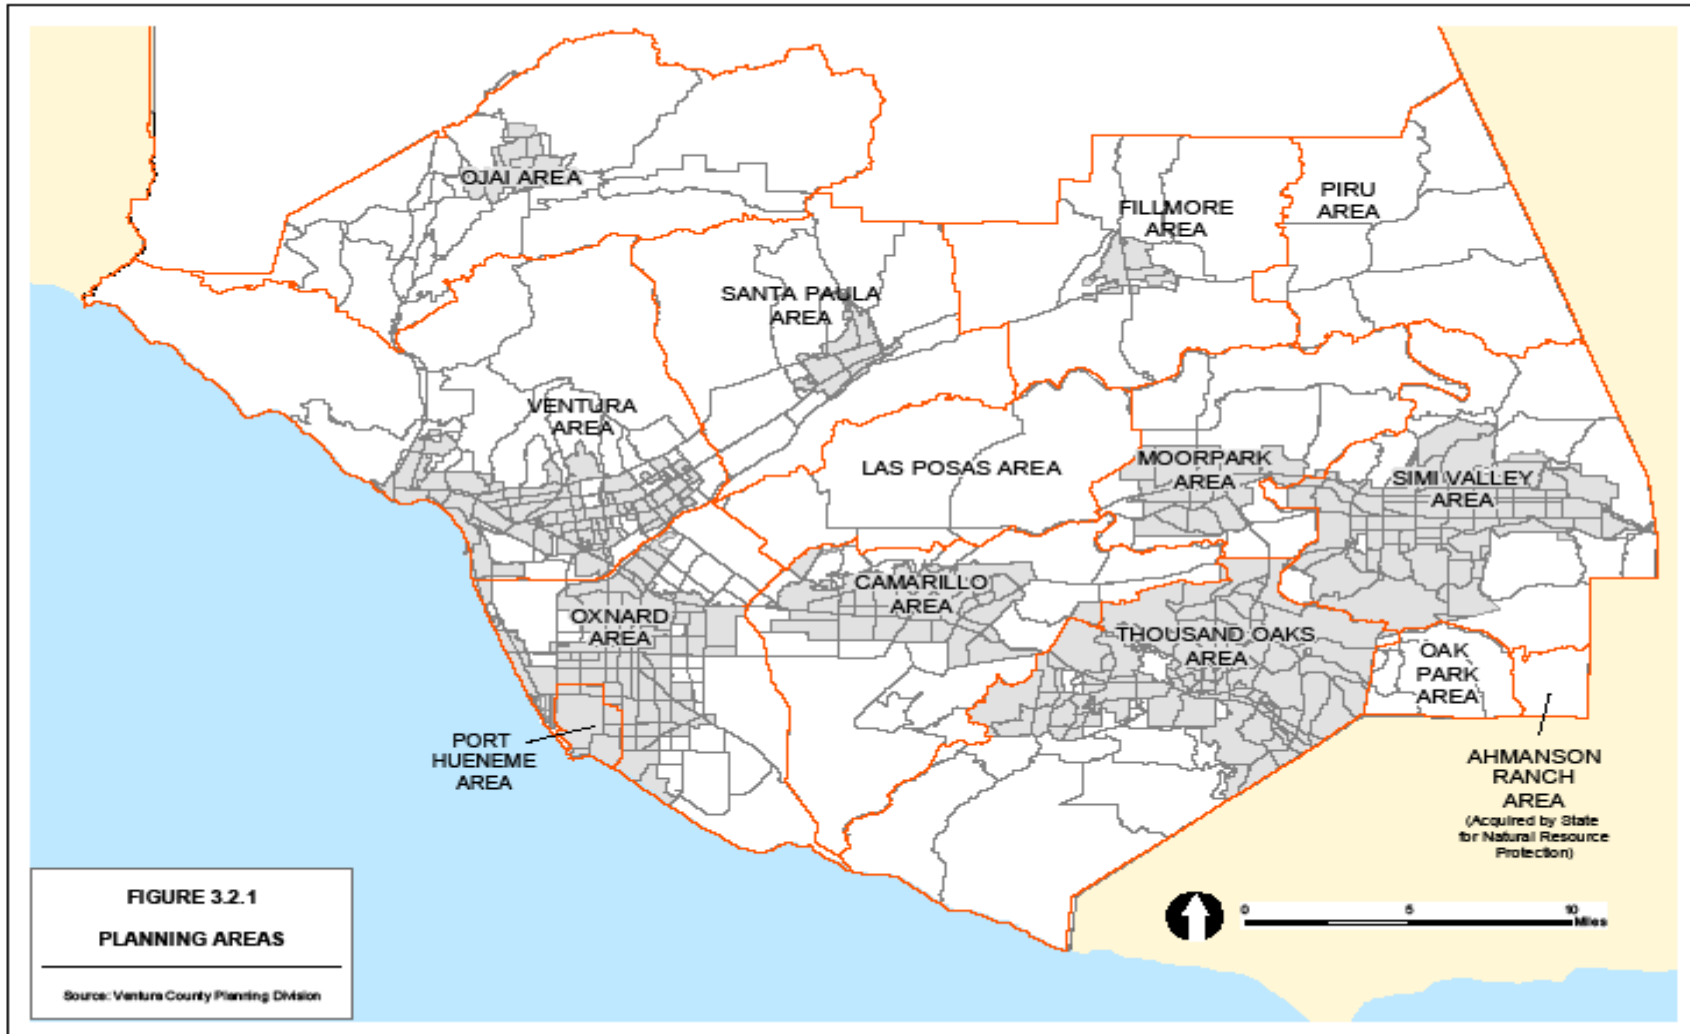 OJAI AREA
PIRU
AREA
FILLMORE
AREA
SANTA PAULA
AREA
VENTURA
AREA
LAS POSAS AREA
MOORPARK
AREA
SIMI VALLEY
AREA
CAMARILLO
AREA
OXNARD
AREA
THOUSAND OAKS
AREA
OAK
PARK
AREA
PORT
HUENEME
AREA
AHMANSON
RANCH
AREA
(Acquired by State
for Natural Resource
Protection)
FIGURE 3.2.1
PLANNING AREAS
Source: Ventura County Planning Division
0 5 10
Miles